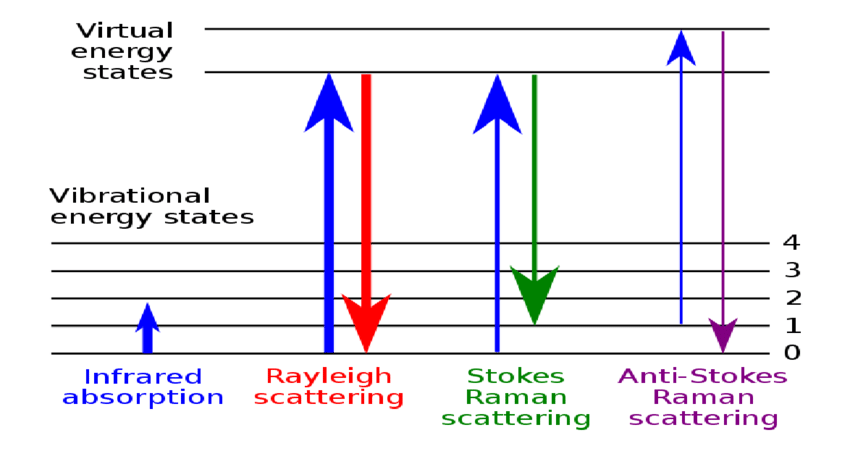 Virtual
energy
states
Vibrational
energy states
4
3
2
1
0
Infrared
absorption
Rayleigh
scattering
Stokes
Raman
scattering
Anti-Stokes
Raman
scattering